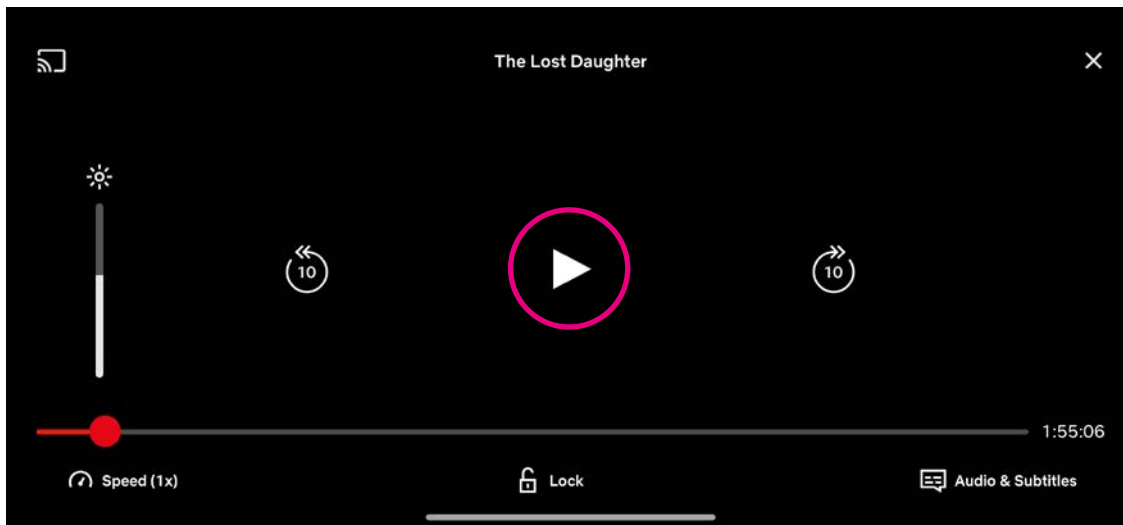 The Lost Daughter
10
10
1:55:06
Speed (1x)
Lock
Audio & Subtitles